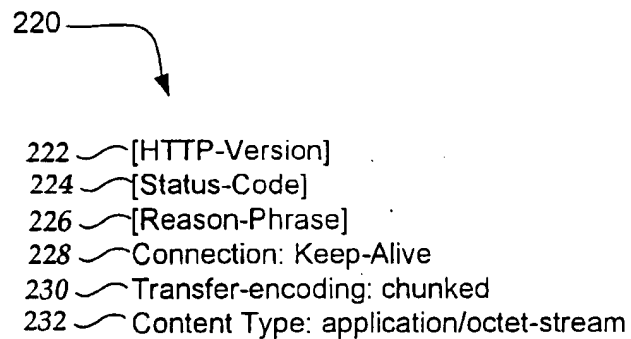 220
222 [HTTP-Version]
224 [Status-Code]
226 [Reason-Phrase]
228 Connection: Keep-Alive
230 Transfer-encoding: chunked
232 Content Type: application/octet-stream